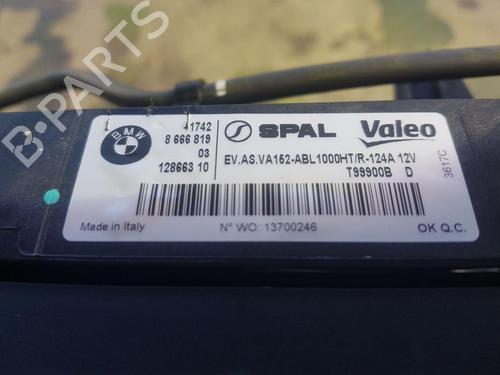 B-PARTS
BMW
1742
8 666 819
03
128663 10
SPAL
Valeo
EV.AS.VA162-ABL1000HT/R-124A 12V
T99900B D
3617C
Made in Italy
N° WO: 13700246
OK Q.C.